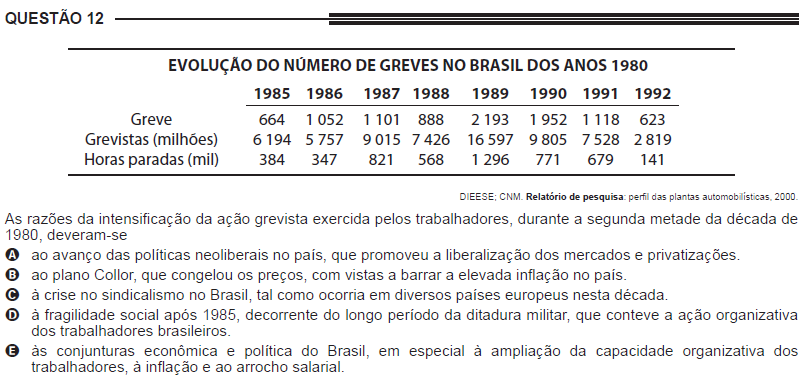 QUESTÃO 12
EVOLUÇÃO DO NÚMERO DE GREVES NO BRASIL DOS ANOS 1980
1985 1986 1987 1988 1989 1990 1991 1992
Greve 664 1 052 1 101 888 2 193 1 952 1 118 623
Grevistas (milhões) 6 194 5 757 9 015 7 426 16 597 9 805 7 528 2 819
Horas paradas (mil) 384 347 821 568 1 296 771 679 141
DIEESE; CNM. Relatório de pesquisa: perfil das plantas automobilísticas, 2000.
As razões da intensificação da ação grevista exercida pelos trabalhadores, durante a segunda metade da década de
1980, deveram-se
A ao avanço das políticas neoliberais no país, que promoveu a liberalização dos mercados e privatizações.
B ao plano Collor, que congelou os preços, com vistas a barrar a elevada inflação no país.
C à crise no sindicalismo no Brasil, tal como ocorria em diversos países europeus nesta década.
D à fragilidade social após 1985, decorrente do longo período da ditadura militar, que conteve a ação organizativa
dos trabalhadores brasileiros.
E às conjunturas econômica e política do Brasil, em especial à ampliação da capacidade organizativa dos
trabalhadores, à inflação e ao arrocho salarial.